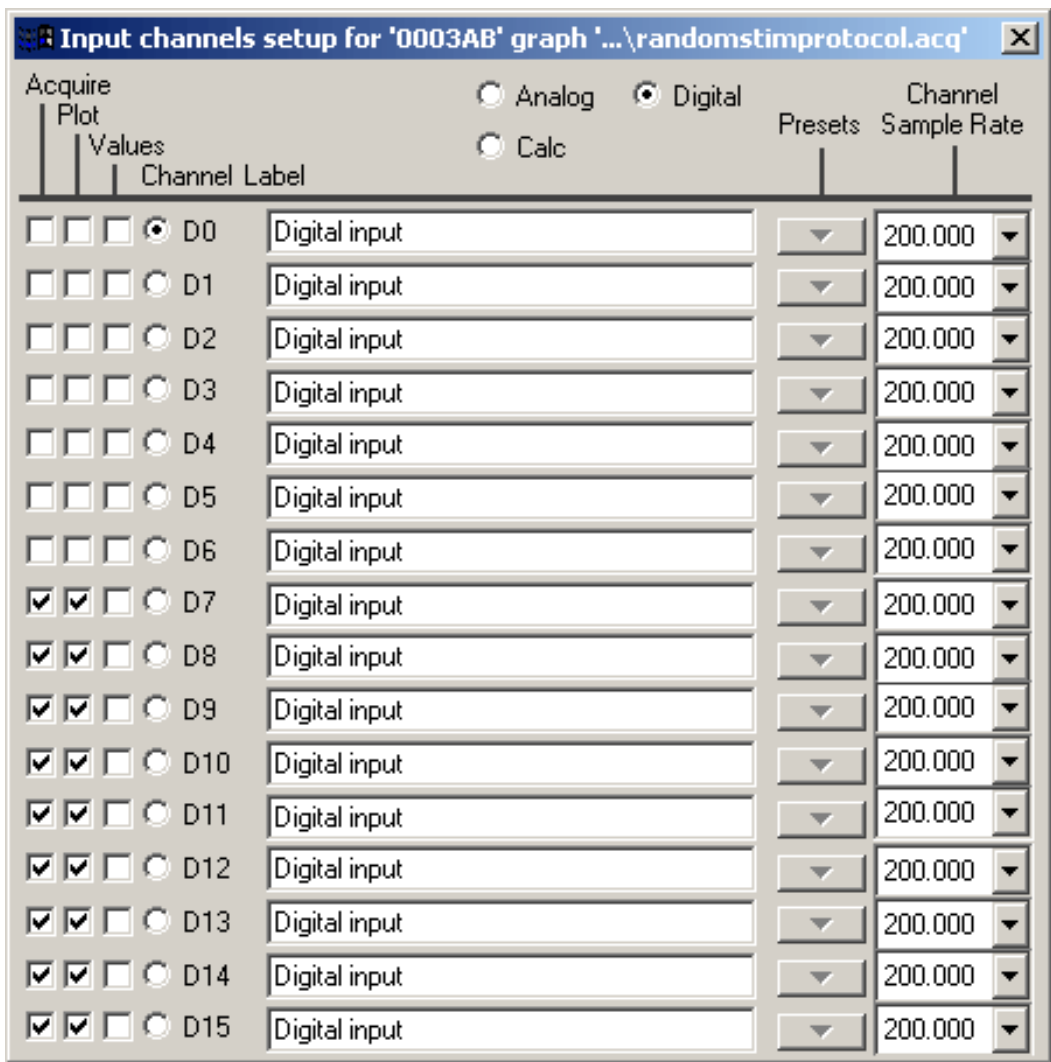 Input channels setup for '0003AB' graph '...\randomstimprotocol.acq'
Acquire
Plot
Values
Channel Label
Analog Digital
Calc
Presets
Channel
Sample Rate
D0 Digital input 200.000
D1 Digital input 200.000
D2 Digital input 200.000
D3 Digital input 200.000
D4 Digital input 200.000
D5 Digital input 200.000
D6 Digital input 200.000
D7 Digital input 200.000
D8 Digital input 200.000
D9 Digital input 200.000
D10 Digital input 200.000
D11 Digital input 200.000
D12 Digital input 200.000
D13 Digital input 200.000
D14 Digital input 200.000
D15 Digital input 200.000